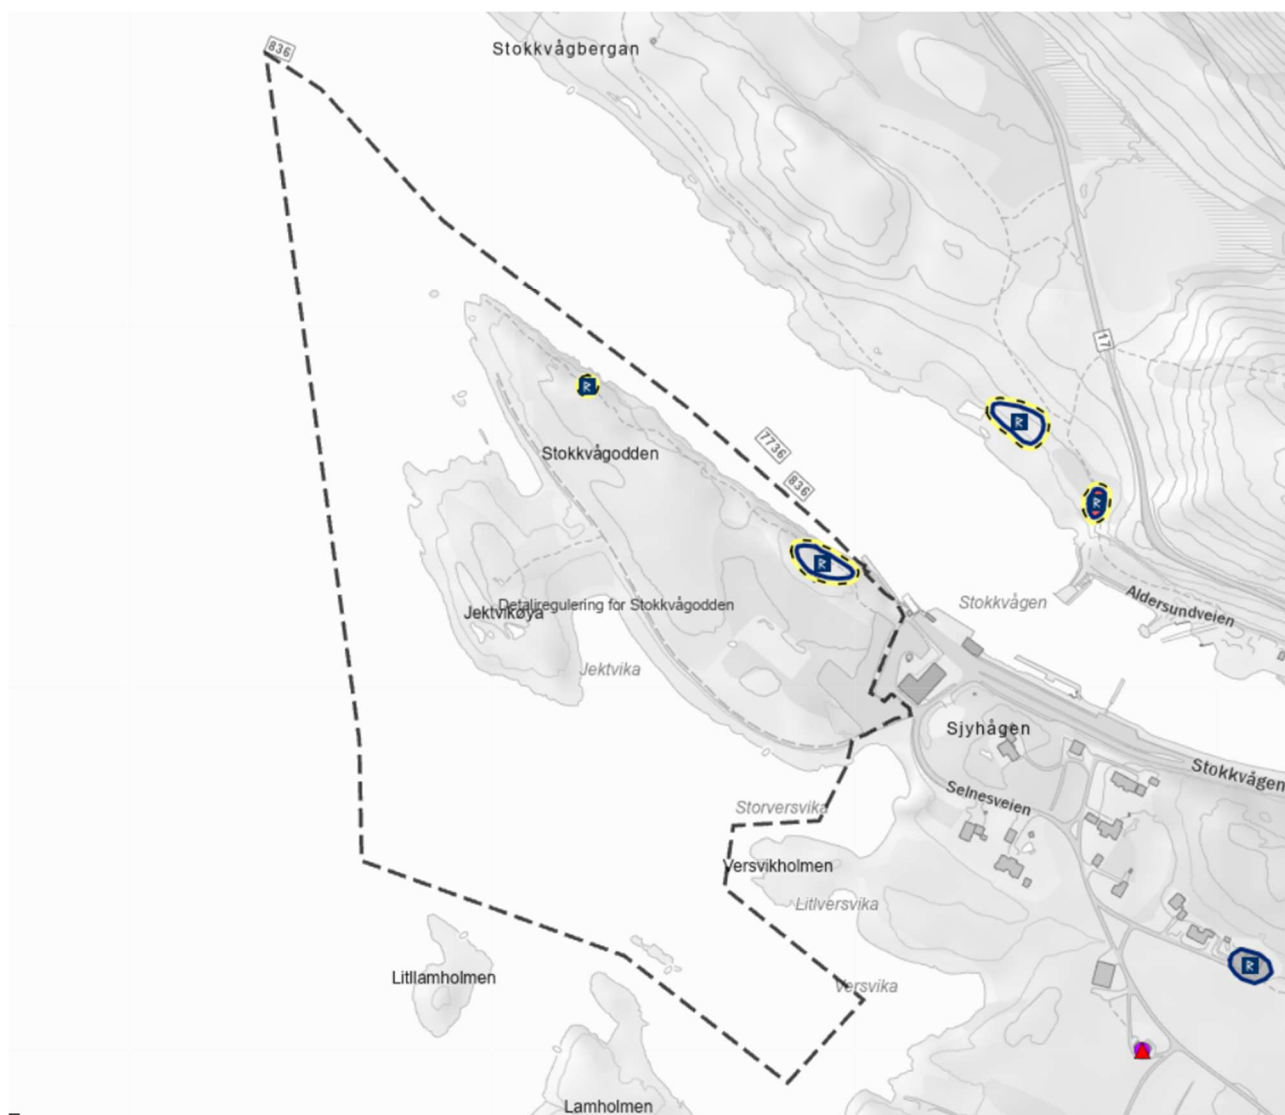 836
Stokkvågbergan
17
R
R
Stokkvågodden
7736
836
R
R
Stokkvågen
Aldersundveien
Detaljregulering for Stokkvågodden
Jektvikøya
Jektvika
Sjyhågen
Stokkvågen
Selnesveien
Storversvika
Versvikholmen
Litlversvika
R
Litllamholmen
Versvika
Lamholmen